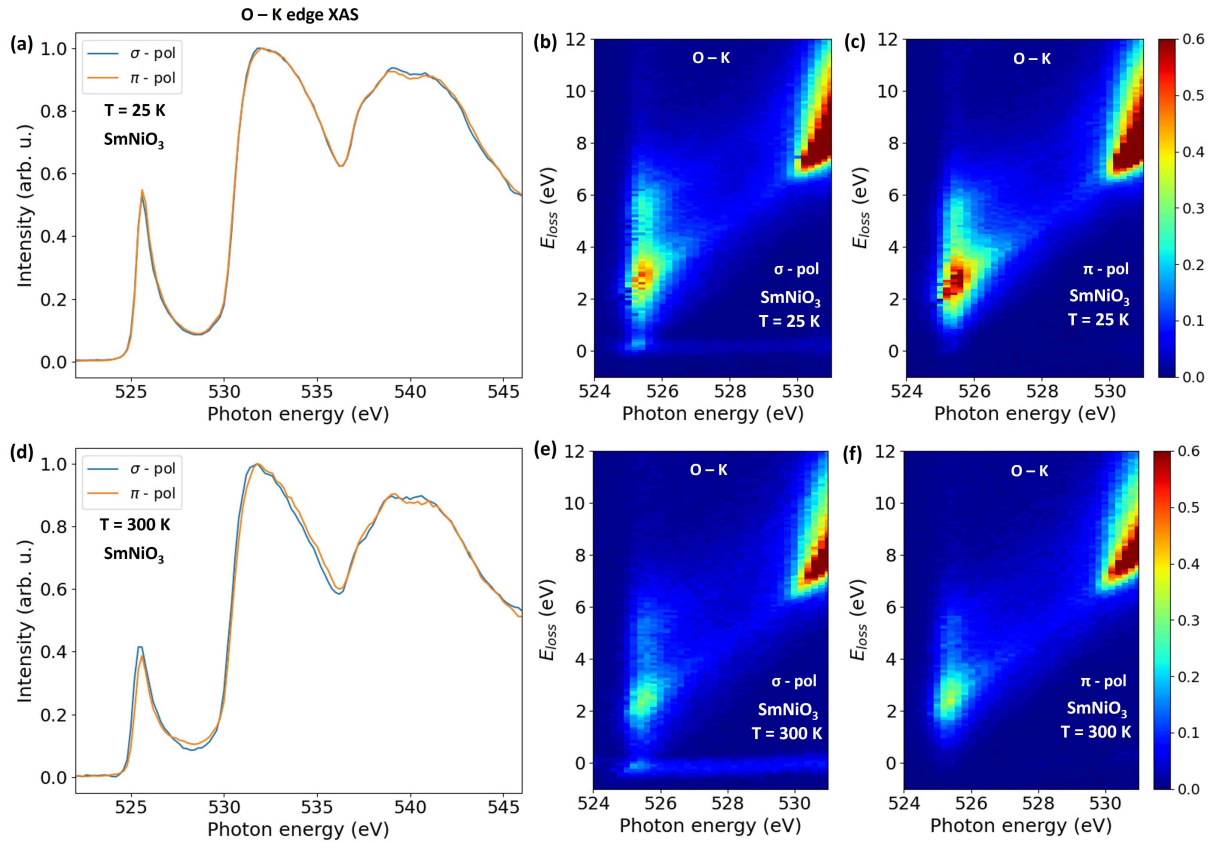 O – K edge XAS
(a)
σ - pol
π - pol
T = 25 K
SmNiO3
Intensity (arb. u.)
1.0
0.8
0.6
0.4
0.2
0.0
525 530 535 540 545
Photon energy (eV)
(b)
O – K
σ - pol
SmNiO3
T = 25 K
Eloss (eV)
12
10
8
6
4
2
0
524 526 528 530
Photon energy (eV)
(c)
O – K
π - pol
SmNiO3
T = 25 K
Eloss (eV)
12
10
8
6
4
2
0
524 526 528 530
Photon energy (eV)
0.6
0.5
0.4
0.3
0.2
0.1
0.0
(d)
σ - pol
π - pol
T = 300 K
SmNiO3
Intensity (arb. u.)
1.0
0.8
0.6
0.4
0.2
0.0
525 530 535 540 545
Photon energy (eV)
(e)
O – K
σ - pol
SmNiO3
T = 300 K
Eloss (eV)
12
10
8
6
4
2
0
524 526 528 530
Photon energy (eV)
(f)
O – K
π - pol
SmNiO3
T = 300 K
Eloss (eV)
12
10
8
6
4
2
0
524 526 528 530
Photon energy (eV)
0.6
0.5
0.4
0.3
0.2
0.1
0.0